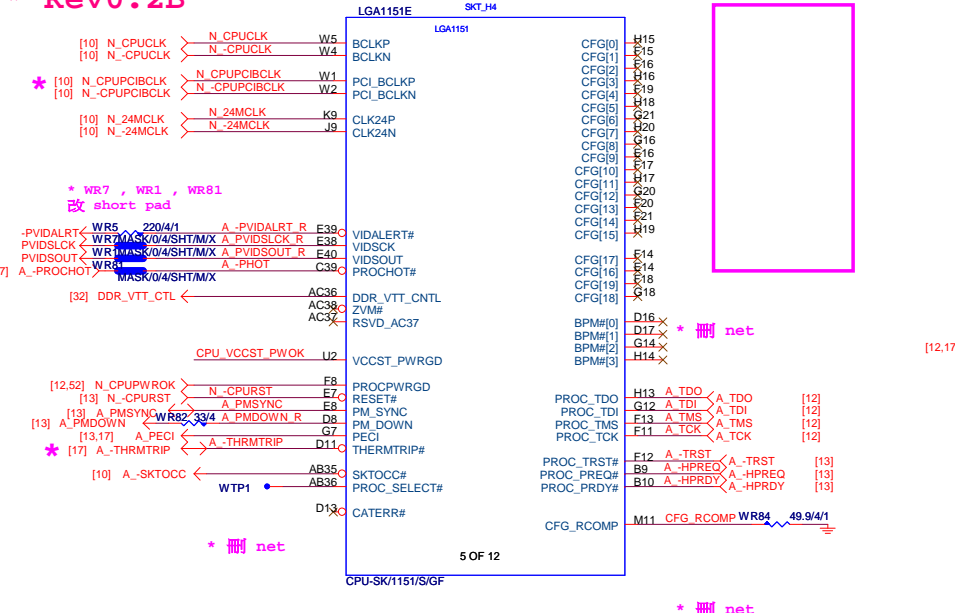 * Rev0.2B
LGA1151E SKT_H4
LGA1151
[10] N_CPUCLK N_CPUCLK W5 BCLKP
[10] N_-CPUCLK N_-CPUCLK W4 BCLKN
* [10] N_CPUPCIBCLK N_CPUPCIBCLK W1 PCI_BCLKP
[10] N_-CPUPCIBCLK N_-CPUPCIBCLK W2 PCI_BCLKN
[10] N_24MCLK N_24MCLK K9 CLK24P
[10] N_-24MCLK N_-24MCLK J9 CLK24N
* WR7 , WR1 , WR81
改 short pad
-PVIDALRT WR5 220/4/1 A_-PVIDALRT_R E39 VIDALERT#
PVIDSLCK WR7 MASK/0/4/SHT/M/X A_PVIDSLCK_R E38 VIDSCK
PVIDSOUT WR1 MASK/0/4/SHT/M/X A_PVIDSOUT_R E40 VIDSOUT
7] A_-PROCHOT WR81 A_-PHOT C39 PROCHOT#
MASK/0/4/SHT/M/X
[32] DDR_VTT_CTL AC36 DDR_VTT_CNTL
AC38 ZVM#
AC37 RSVD_AC37
CPU_VCCST_PWOK U2 VCCST_PWRGD
[12,52] N_CPUPWROK F8 PROCPWRGD
[13] N_-CPURST N_-CPURST E7 RESET#
[13] A_PMSYNC A_PMSYNC E8 PM_SYNC
[13] A_PMDOWN WR82 33/4 A_PMDOWN_R D8 PM_DOWN
[13,17] A_PECI G7 PECI
* [17] A_-THRMTRIP A_-THRMTRIP D11 THERMTRIP#
[10] A_-SKTOCC AB35 SKTOCC#
WTP1 AB36 PROC_SELECT#
D13 CATERR#
* 刪 net
CFG[0] H15
CFG[1] F15
CFG[2] F16
CFG[3] H16
CFG[4] F19
CFG[5] H18
CFG[6] G21
CFG[7] H20
CFG[8] G16
CFG[9] E16
CFG[10] F17
CFG[11] H17
CFG[12] G20
CFG[13] F20
CFG[14] F21
CFG[15] H19
CFG[17] F14
CFG[16] E14
CFG[19] F18
CFG[18] G18
BPM#[0] D16
BPM#[1] D17
BPM#[2] G14
BPM#[3] H14
* 刪 net
[12,17
PROC_TDO H13 A_TDO A_TDO [12]
PROC_TDI G12 A_TDI A_TDI [12]
PROC_TMS F13 A_TMS A_TMS [12]
PROC_TCK F11 A_TCK A_TCK [12]
PROC_TRST# F12 A_-TRST A_-TRST [13]
PROC_PREQ# B9 A_-HPREQ A_-HPREQ [13]
PROC_PRDY# B10 A_-HPRDY A_-HPRDY [13]
CFG_RCOMP M11 CFG_RCOMP WR84 49.9/4/1
5 OF 12
CPU-SK/1151/S/GF
* 刪 net